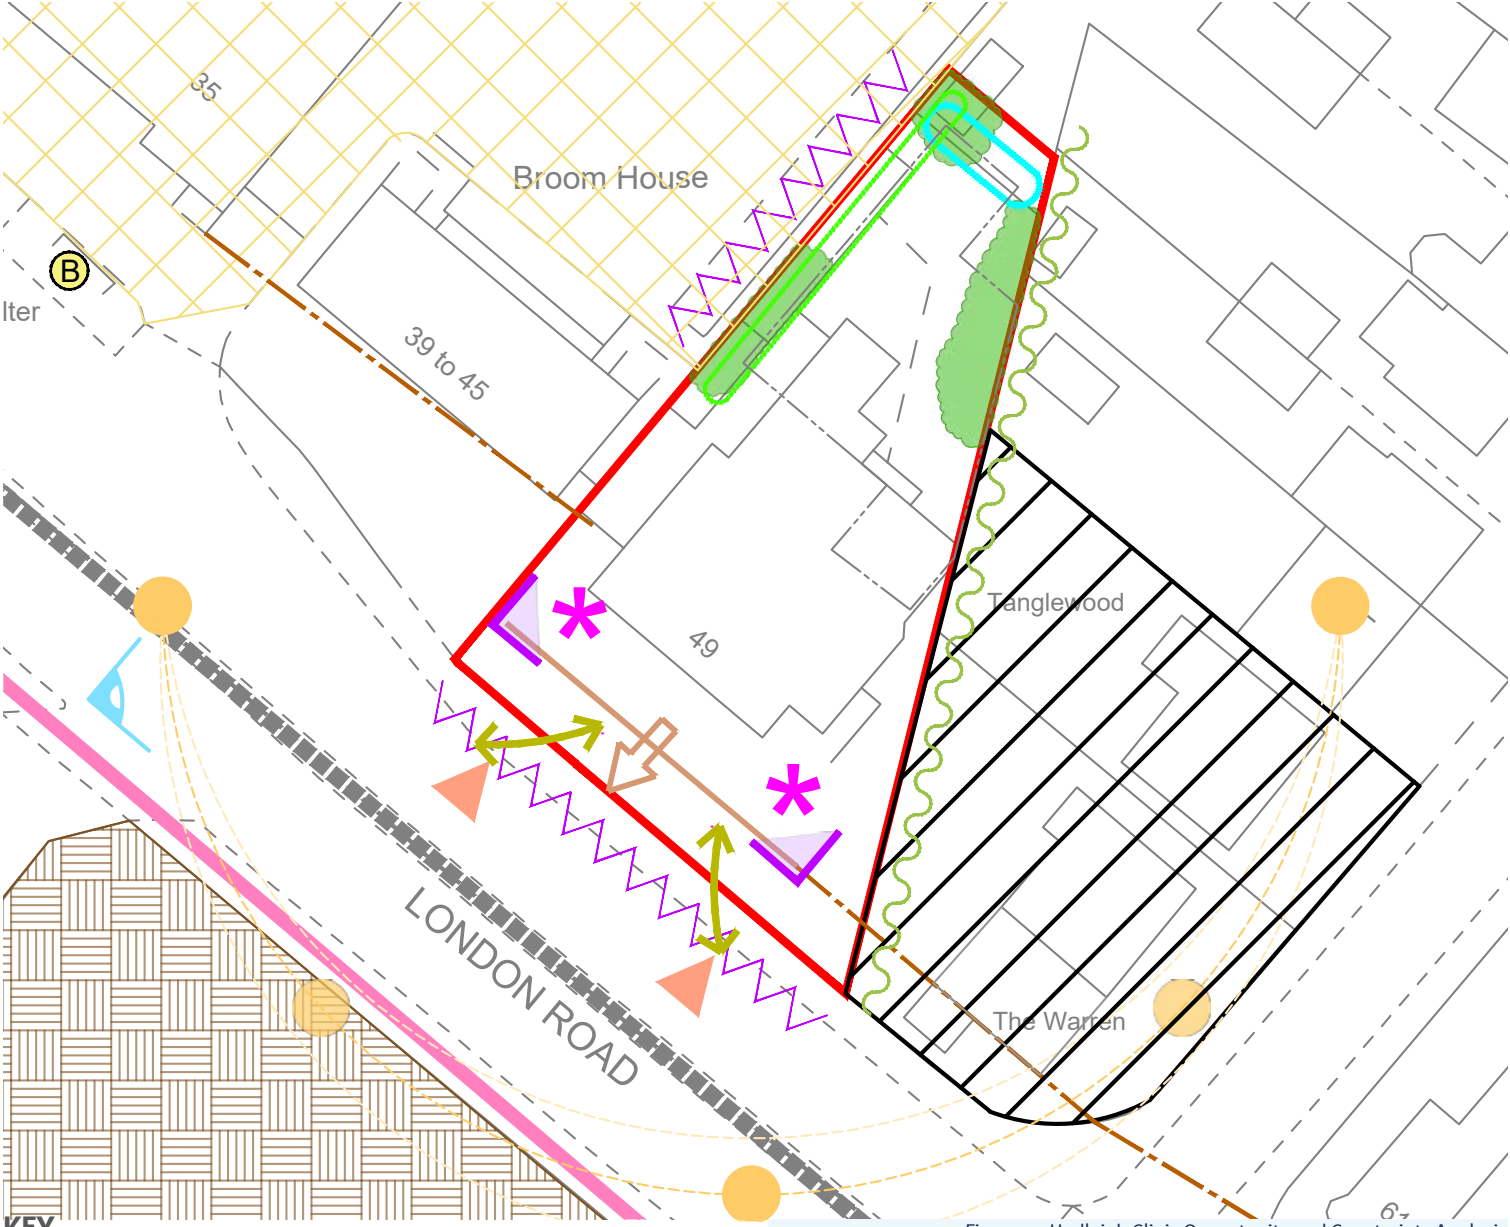 35
Broom House
B
lter
39 to 45
Tanglewood
49
LONDON ROAD
The Warren
61
KEY